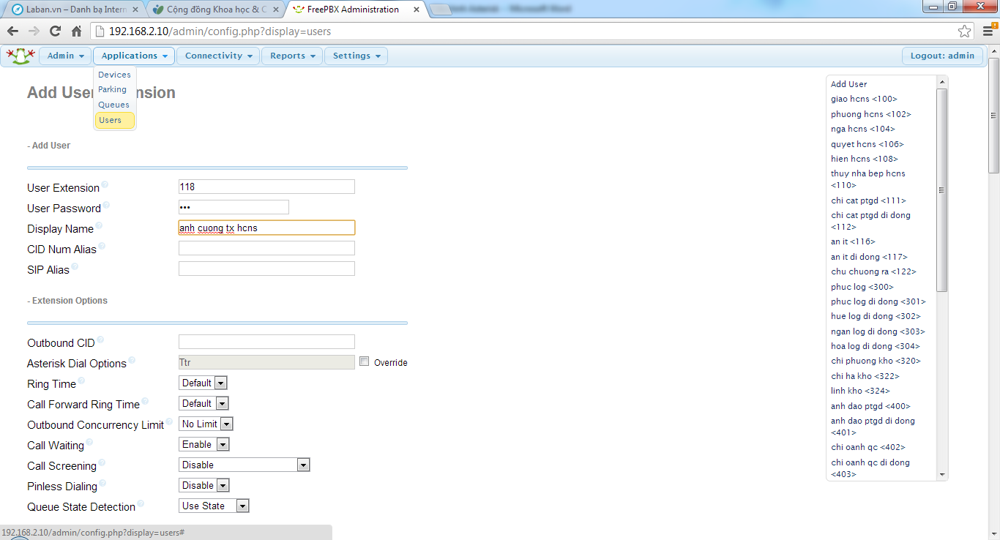 Laban.vn – Danh bạ Intern
Cộng đồng Khoa học & C
FreePBX Administration
Microsoft Word
192.168.2.10/admin/config.php?display=users
Admin
Applications
Connectivity
Reports
Settings
Logout: admin
Devices
Parking
Queues
Users
Add User
nsion
- Add User
User Extension
118
User Password
•••
Display Name
anh cuong tx hcns
CID Num Alias
SIP Alias
- Extension Options
Outbound CID
Asterisk Dial Options
Ttr
Override
Ring Time
Default
Call Forward Ring Time
Default
Outbound Concurrency Limit
No Limit
Call Waiting
Enable
Call Screening
Disable
Pinless Dialing
Disable
Queue State Detection
Use State
Add User
giao hcns <100>
phuong hcns <102>
nga hcns <104>
quyet hcns <106>
hien hcns <108>
thuy nha bep hcns
<110>
chi cat ptgd <111>
chi cat ptgd di dong
<112>
an it <116>
an it di dong <117>
chu chuong ra <122>
phuc log <300>
phuc log di dong <301>
hue log di dong <302>
ngan log di dong <303>
hoa log di dong <304>
chi phuong kho <320>
chi ha kho <322>
linh kho <324>
anh dao ptgd <400>
anh dao ptgd di dong
<401>
chi oanh qc <402>
chi oanh qc di dong
<403>
192.168.2.10/admin/config.php?display=users#